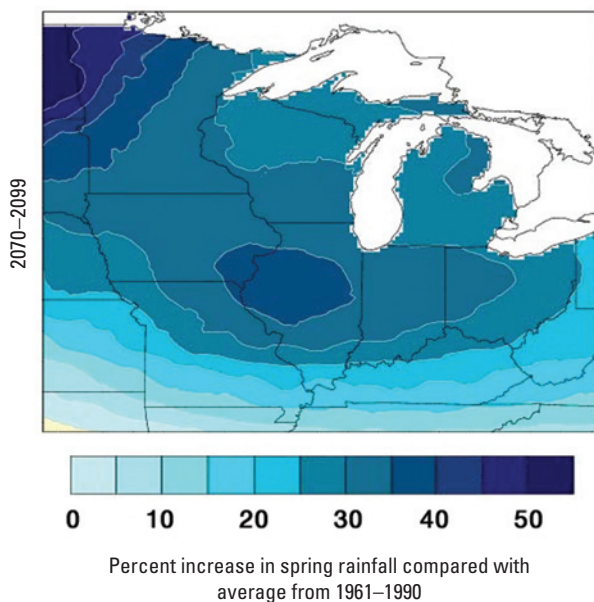 2070–2099
0 10 20 30 40 50
Percent increase in spring rainfall compared with
average from 1961–1990